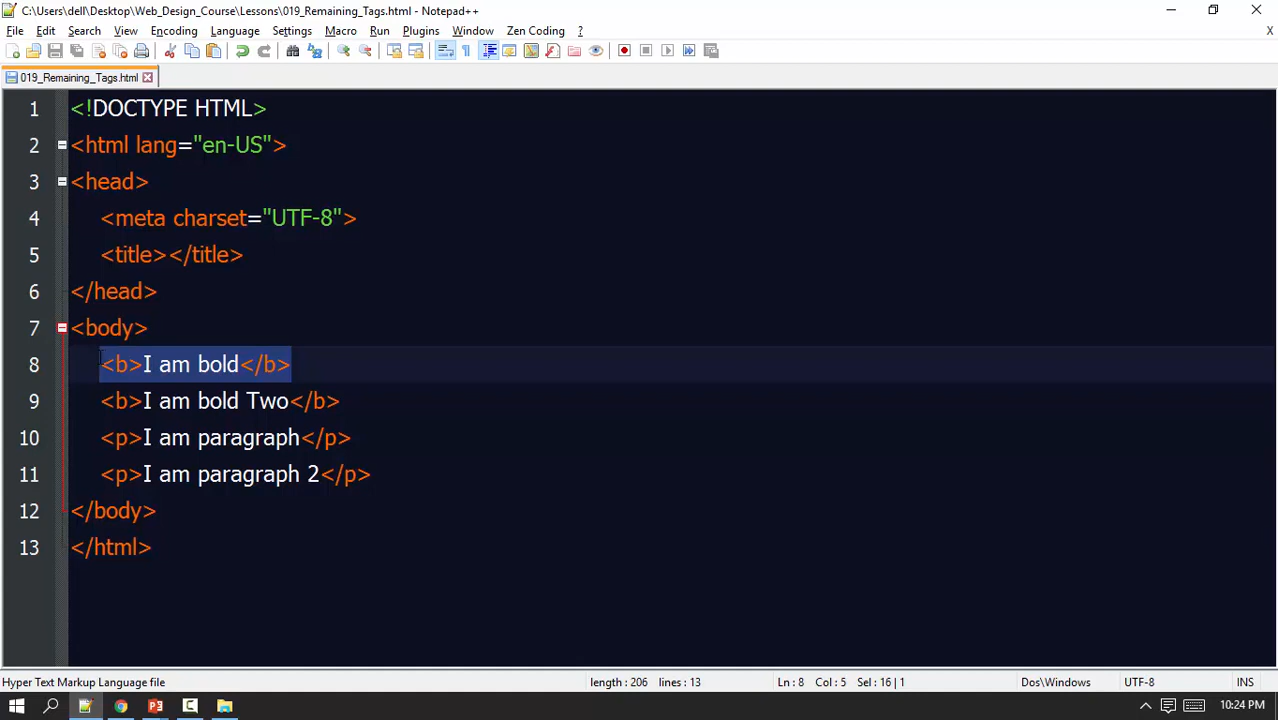 C:\Users\dell\Desktop\Web_Design_Course\Lessons\019_Remaining_Tags.html - Notepad++
File Edit Search View Encoding Language Settings Macro Run Plugins Window Zen Coding ? X
019_Remaining_Tags.html
1 <!DOCTYPE HTML>
2 <html lang="en-US">
3 <head>
4 <meta charset="UTF-8">
5 <title></title>
6 </head>
7 <body>
8 <b>I am bold</b>
9 <b>I am bold Two</b>
10 <p>I am paragraph</p>
11 <p>I am paragraph 2</p>
12 </body>
13 </html>
Hyper Text Markup Language file length : 206 lines : 13 Ln : 8 Col : 5 Sel : 16 | 1 Dos\Windows UTF-8 INS
10:24 PM